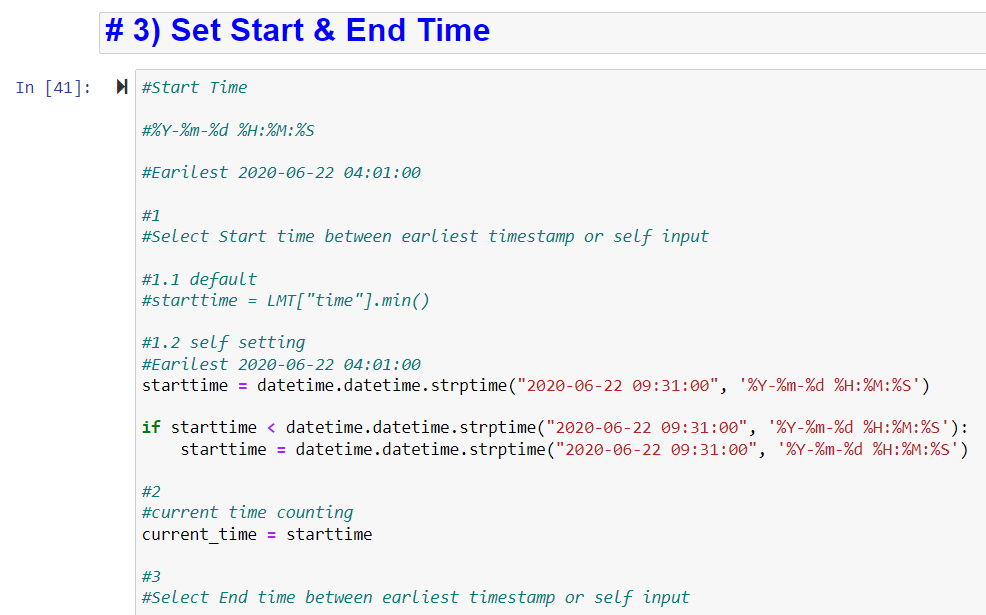 # 3) Set Start & End Time
In [41]:
#Start Time
#%Y-%m-%d %H:%M:%S
#Earilest 2020-06-22 04:01:00
#1
#Select Start time between earliest timestamp or self input
#1.1 default
#starttime = LMT["time"].min()
#1.2 self setting
#Earilest 2020-06-22 04:01:00
starttime = datetime.datetime.strptime("2020-06-22 09:31:00", '%Y-%m-%d %H:%M:%S')
if starttime < datetime.datetime.strptime("2020-06-22 09:31:00", '%Y-%m-%d %H:%M:%S'):
    starttime = datetime.datetime.strptime("2020-06-22 09:31:00", '%Y-%m-%d %H:%M:%S')
#2
#current time counting
current_time = starttime
#3
#Select End time between earliest timestamp or self input